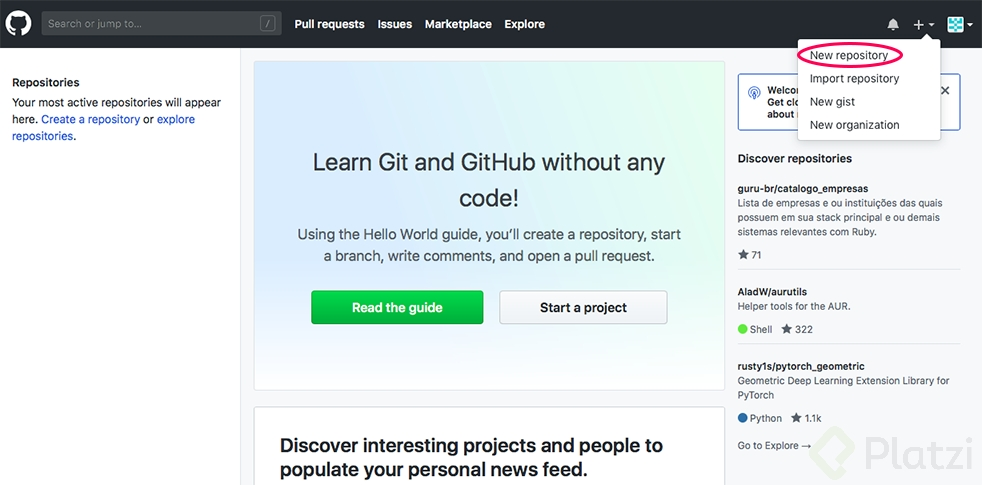 Search or jump to...
/
Pull requests Issues Marketplace Explore
New repository
Import repository
New gist
New organization
Repositories
Your most active repositories will appear
here. Create a repository or explore
repositories.
Learn Git and GitHub without any
code!
Using the Hello World guide, you’ll create a repository, start
a branch, write comments, and open a pull request.
Read the guide
Start a project
Discover interesting projects and people to
populate your personal news feed.
Get
about
Discover repositories
guru-br/catalogo_empresas
Lista de empresas e ou instituições das quais
possuem em sua stack principal e ou demais
sistemas relevantes com Ruby.
71
AladW/aurutils
Helper tools for the AUR.
Shell 322
rusty1s/pytorch_geometric
Geometric Deep Learning Extension Library for
PyTorch
Python 1.1k
Go to Explore →
Platzi